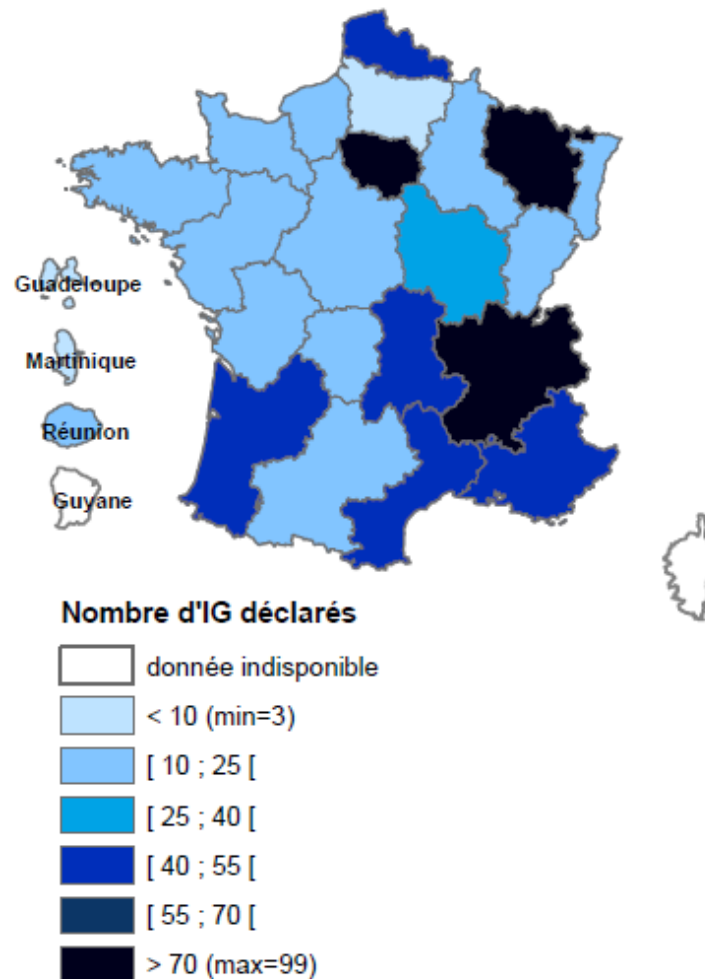 Guadeloupe
Martinique
Réunion
Guyane
Nombre d'IG déclarés
donnée indisponible
< 10 (min=3)
[ 10 ; 25 [
[ 25 ; 40 [
[ 40 ; 55 [
[ 55 ; 70 [
> 70 (max=99)